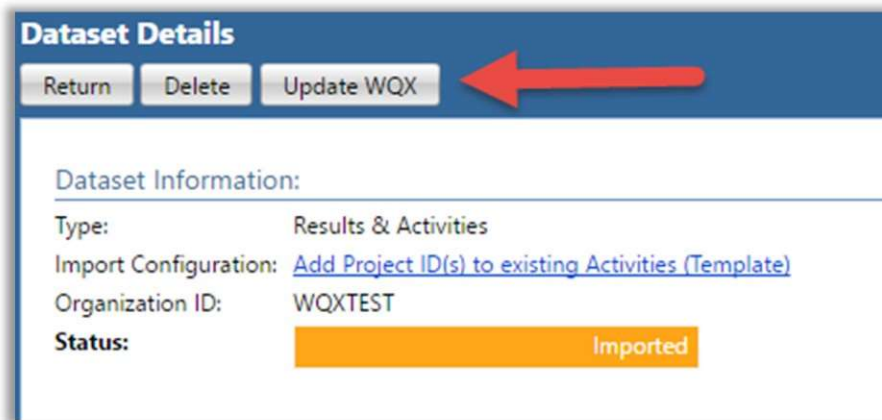 Dataset Details
Return Delete Update WQX
Dataset Information:
Type: Results & Activities
Import Configuration: Add Project ID(s) to existing Activities (Template)
Organization ID: WQXTEST
Status: Imported